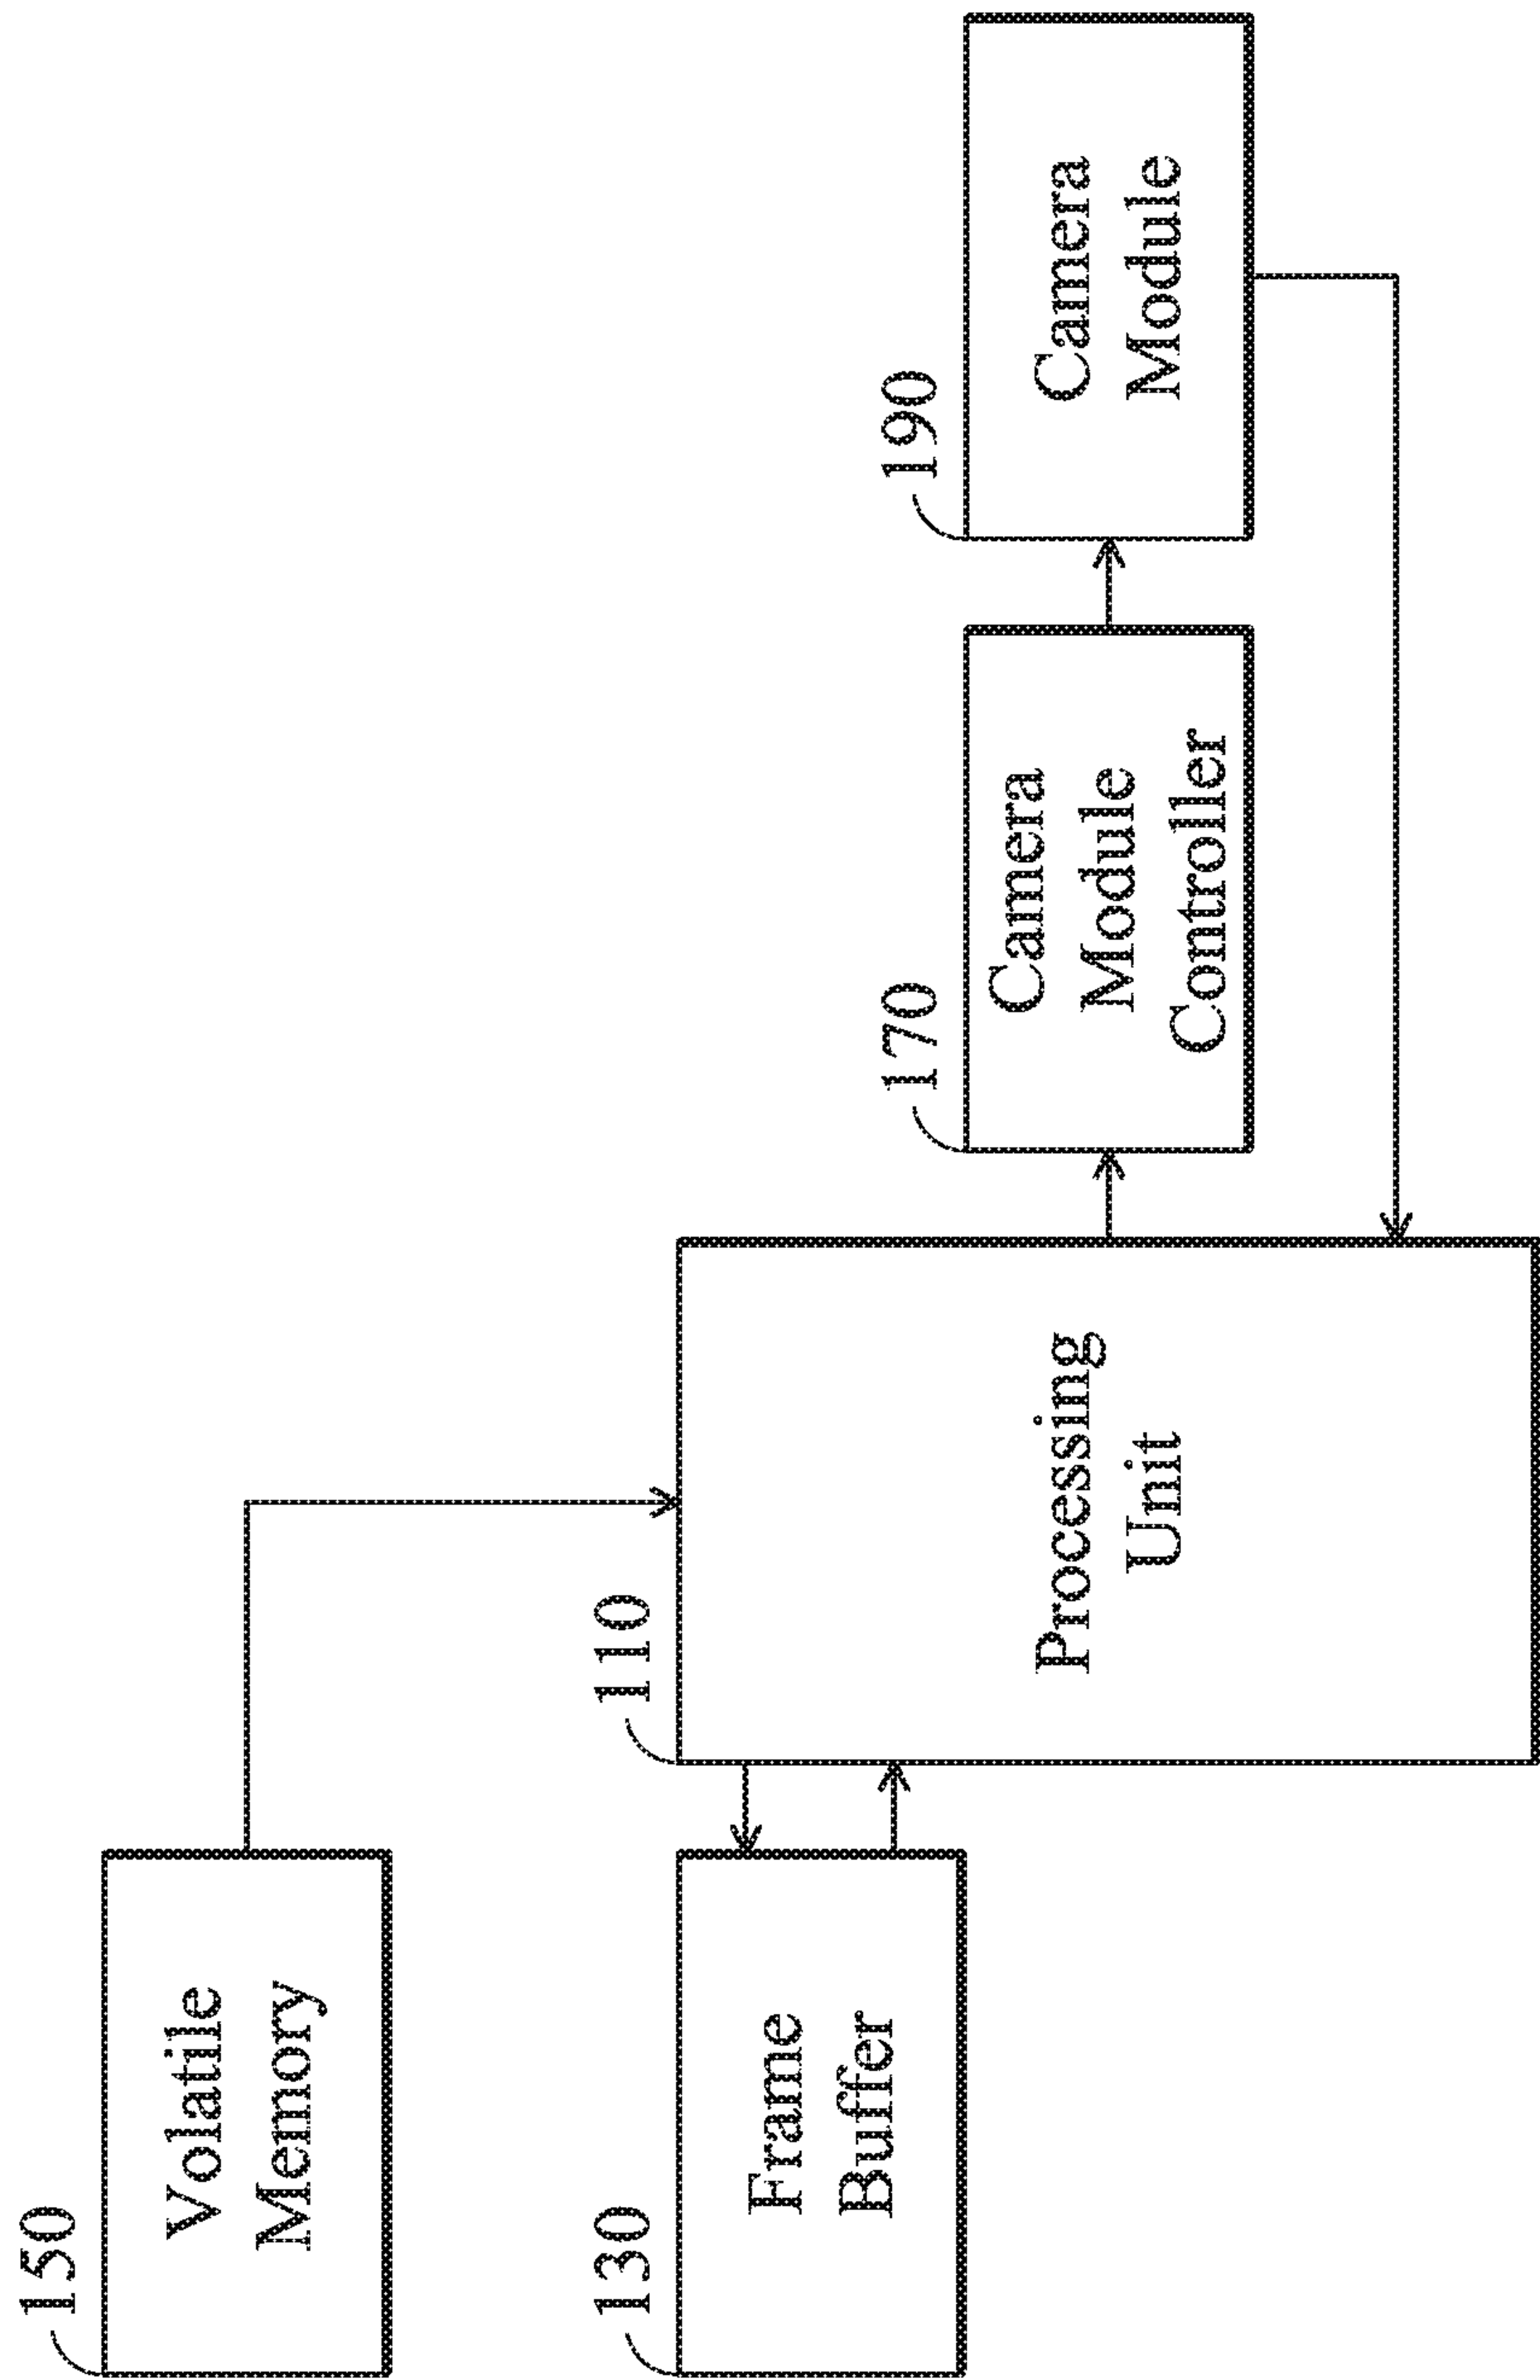 150
Volatile
Memory
130
Frame
Buffer
110
Processing
Unit
170
Camera
Module
Controller
190
Camera
Module